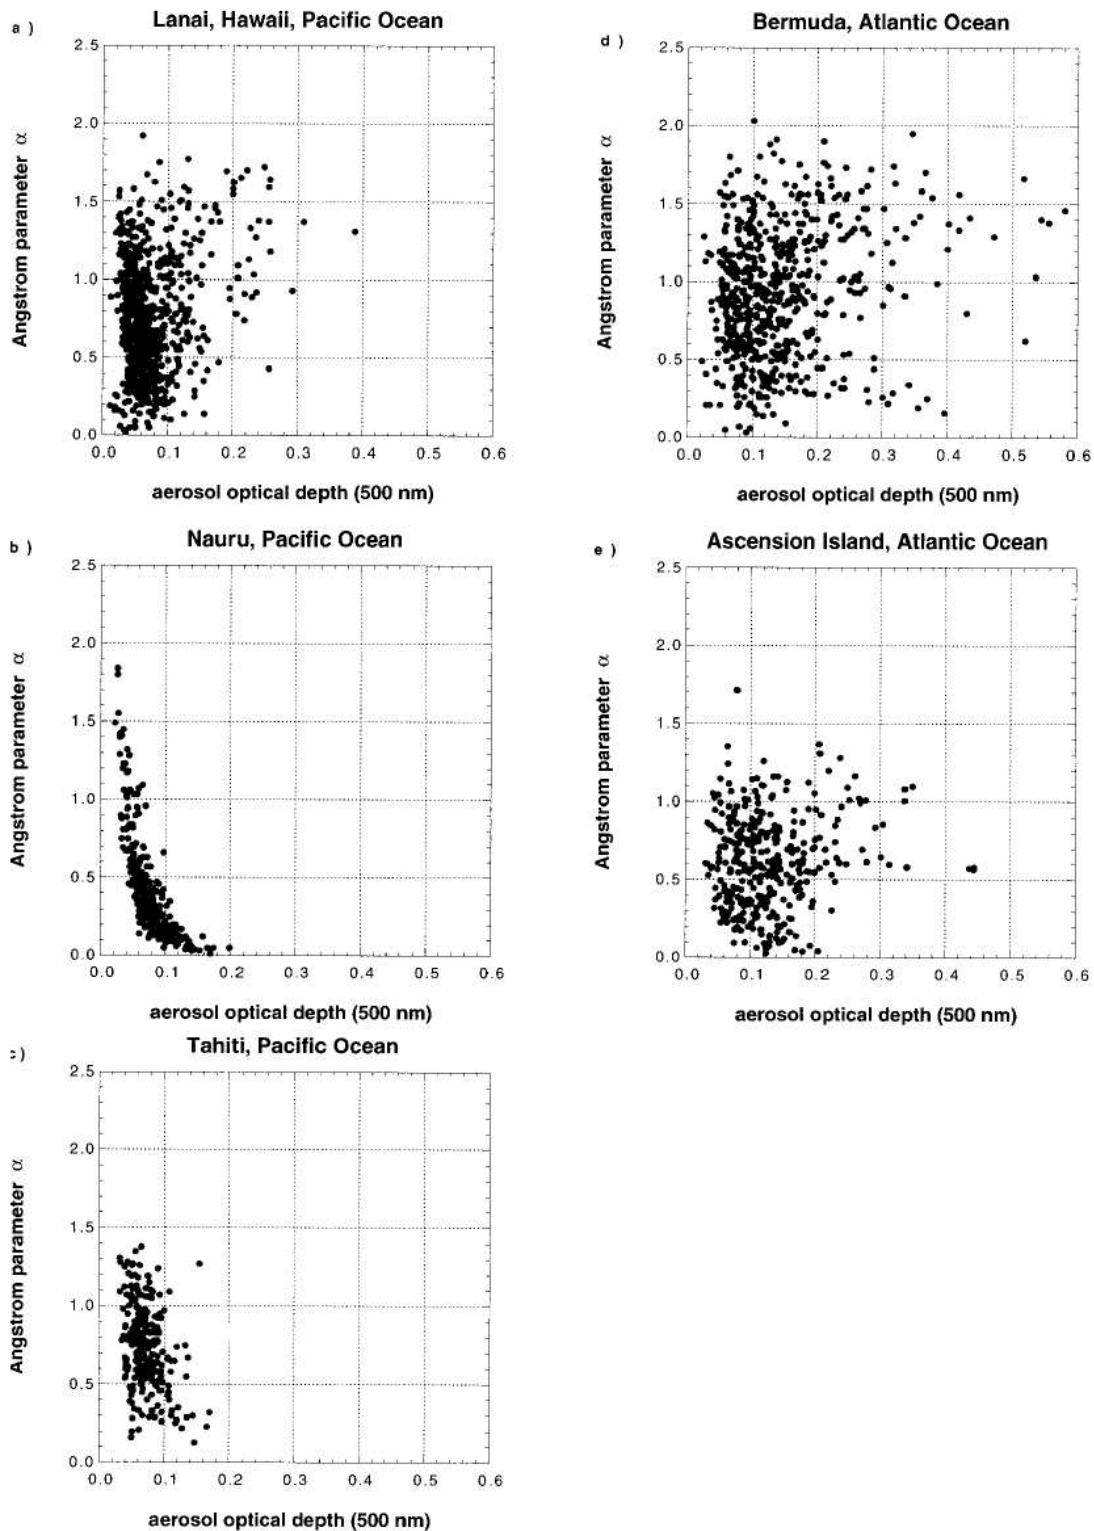 a )
Lanai, Hawaii, Pacific Ocean
2.5
2.0
1.5
1.0
0.5
0.0
Angstrom parameter α
0.0 0.1 0.2 0.3 0.4 0.5 0.6
aerosol optical depth (500 nm)
b )
Nauru, Pacific Ocean
2.5
2.0
1.5
1.0
0.5
0.0
Angstrom parameter α
0.0 0.1 0.2 0.3 0.4 0.5 0.6
aerosol optical depth (500 nm)
c )
Tahiti, Pacific Ocean
2.5
2.0
1.5
1.0
0.5
0.0
Angstrom parameter α
0.0 0.1 0.2 0.3 0.4 0.5 0.6
aerosol optical depth (500 nm)
d )
Bermuda, Atlantic Ocean
2.5
2.0
1.5
1.0
0.5
0.0
Angstrom parameter α
0.0 0.1 0.2 0.3 0.4 0.5 0.6
aerosol optical depth (500 nm)
e )
Ascension Island, Atlantic Ocean
2.5
2.0
1.5
1.0
0.5
0.0
Angstrom parameter α
0.0 0.1 0.2 0.3 0.4 0.5 0.6
aerosol optical depth (500 nm)